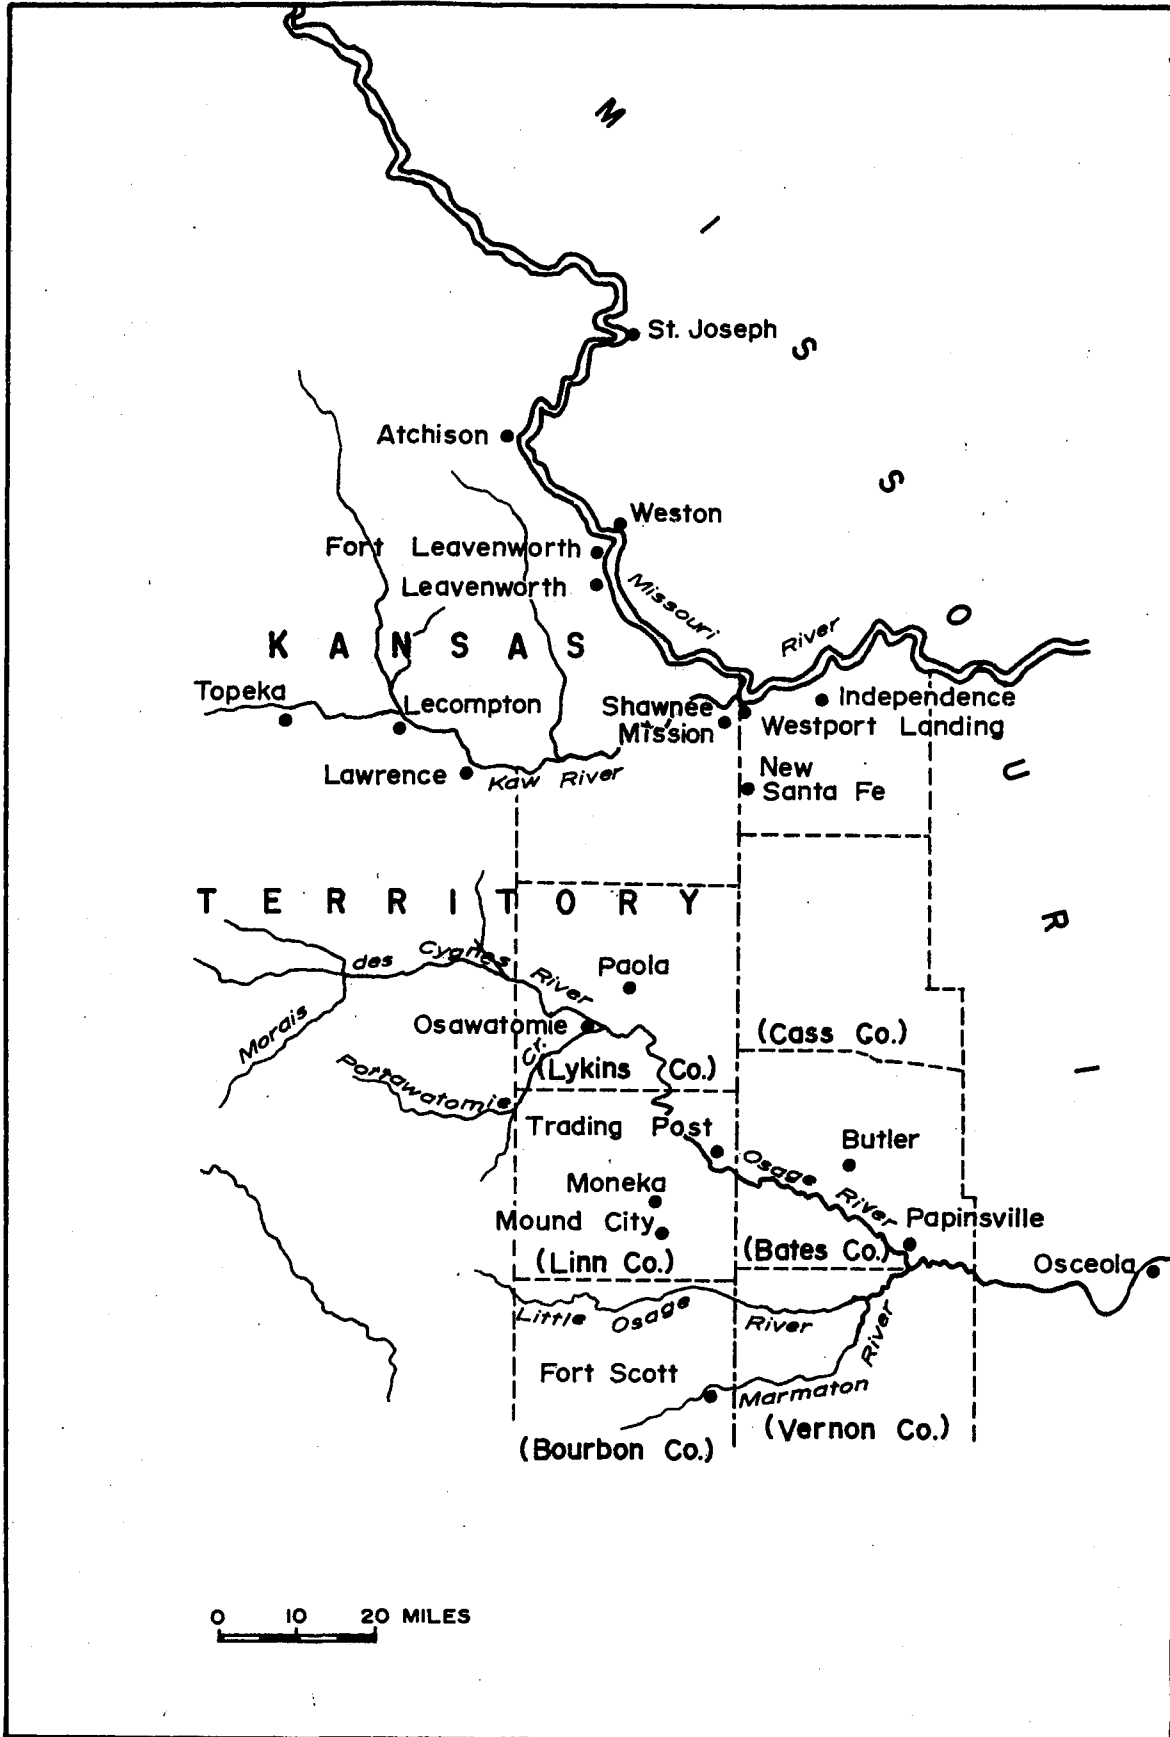 MISSOURI
St. Joseph
Atchison
Weston
Fort Leavenworth
Leavenworth
Missouri River
KANSAS
Topeka
Lecompton
Shawnee
Mission
Independence
Westport Landing
Lawrence
Kaw River
New
Santa Fe
TERRITORY
Morais des Cygnes River
Paola
Osawatomie
(Cass Co.)
Pottawatomie Cr.
(Lykins Co.)
Trading Post
Osage River
Butler
Moneka
Mound City
Papinsville
(Linn Co.)
(Bates Co.)
Osceola
Little Osage River
Fort Scott
Marmaton River
(Bourbon Co.)
(Vernon Co.)
0 10 20 MILES